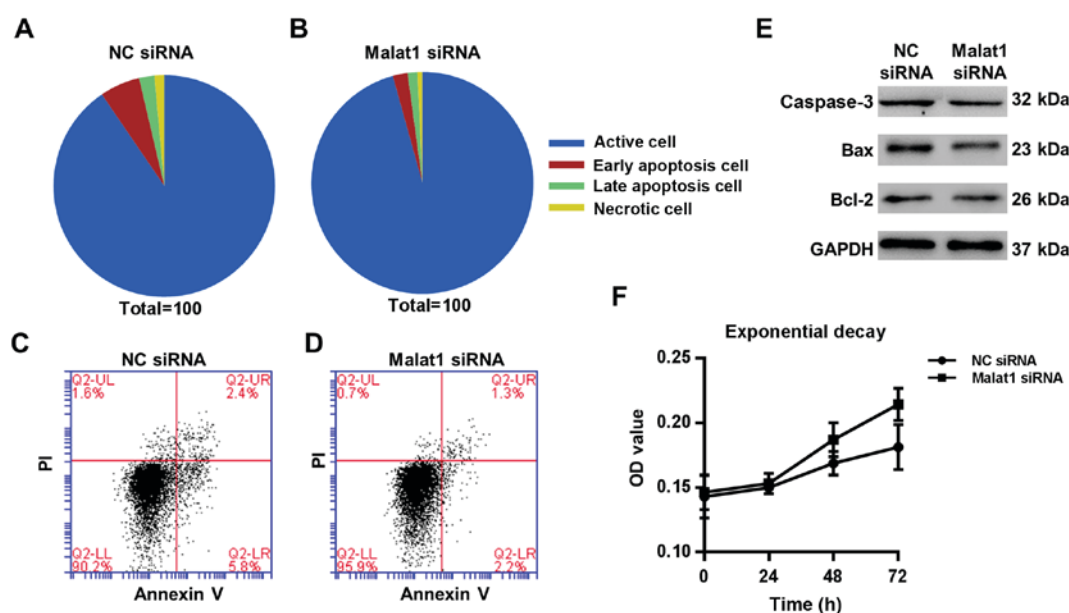 A
NC siRNA
Total=100
B
Malat1 siRNA
Total=100
Active cell
Early apoptosis cell
Late apoptosis cell
Necrotic cell
C
NC siRNA
Q2-UL
1.6%
Q2-UR
2.4%
Q2-LL
90.2%
Q2-LR
5.8%
PI
Annexin V
D
Malat1 siRNA
Q2-UL
0.7%
Q2-UR
1.3%
Q2-LL
95.9%
Q2-LR
2.2%
PI
Annexin V
E
NC
siRNA
Malat1
siRNA
Caspase-3 32 kDa
Bax 23 kDa
Bcl-2 26 kDa
GAPDH 37 kDa
F
Exponential decay
NC siRNA
Malat1 siRNA
OD value
0.25
0.20
0.15
0.10
0 24 48 72
Time (h)